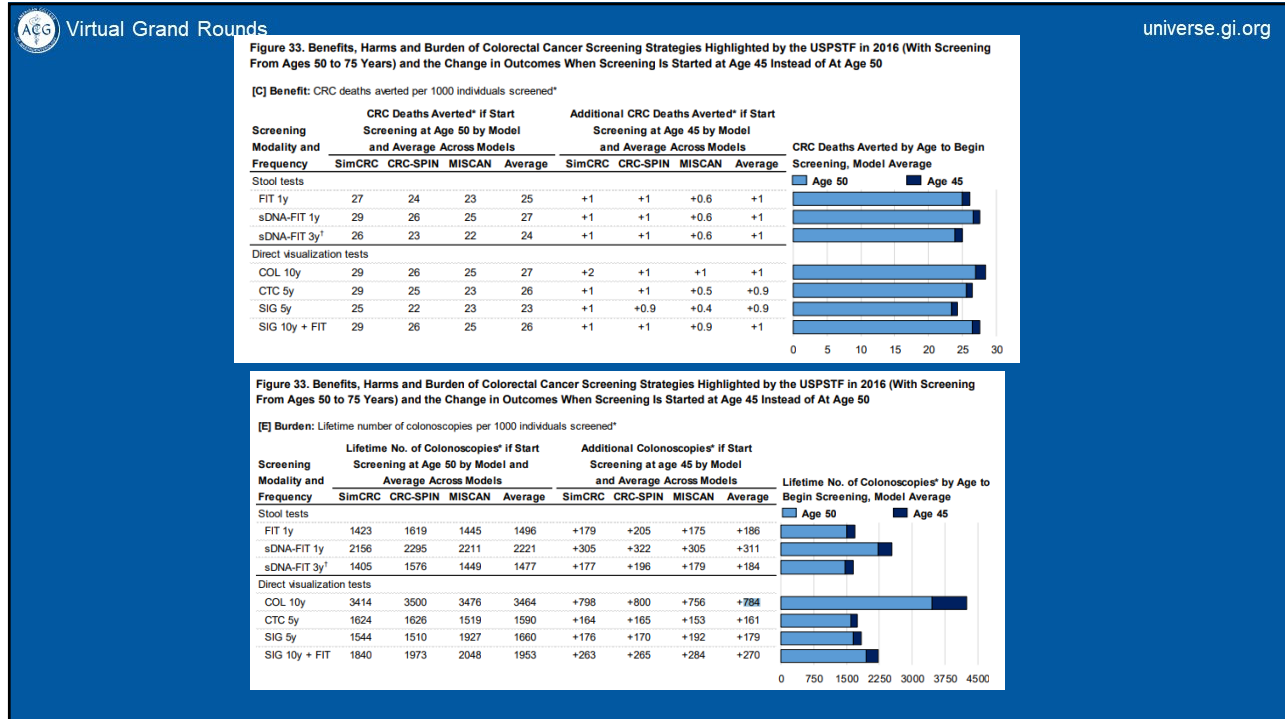 ACG Virtual Grand Rounds
universe.gi.org
Figure 33. Benefits, Harms and Burden of Colorectal Cancer Screening Strategies Highlighted by the USPSTF in 2016 (With Screening
From Ages 50 to 75 Years) and the Change in Outcomes When Screening Is Started at Age 45 Instead of At Age 50
[C] Benefit: CRC deaths averted per 1000 individuals screened*
CRC Deaths Averted* if Start Additional CRC Deaths Averted* if Start
Screening Screening at Age 50 by Model Screening at Age 45 by Model
Modality and and Average Across Models and Average Across Models CRC Deaths Averted by Age to Begin
Frequency SimCRC CRC-SPIN MISCAN Average SimCRC CRC-SPIN MISCAN Average Screening, Model Average
Stool tests Age 50 Age 45
FIT 1y 27 24 23 25 +1 +1 +0.6 +1
sDNA-FIT 1y 29 26 25 27 +1 +1 +0.6 +1
sDNA-FIT 3y† 26 23 22 24 +1 +1 +0.6 +1
Direct visualization tests
COL 10y 29 26 25 27 +2 +1 +1 +1
CTC 5y 29 25 23 26 +1 +1 +0.5 +0.9
SIG 5y 25 22 23 23 +1 +0.9 +0.4 +0.9
SIG 10y + FIT 29 26 25 26 +1 +1 +0.9 +1
0 5 10 15 20 25 30
Figure 33. Benefits, Harms and Burden of Colorectal Cancer Screening Strategies Highlighted by the USPSTF in 2016 (With Screening
From Ages 50 to 75 Years) and the Change in Outcomes When Screening Is Started at Age 45 Instead of At Age 50
[E] Burden: Lifetime number of colonoscopies per 1000 individuals screened*
Lifetime No. of Colonoscopies* if Start Additional Colonoscopies* if Start
Screening Screening at Age 50 by Model and Screening at age 45 by Model
Modality and Average Across Models and Average Across Models Lifetime No. of Colonoscopies* by Age to
Frequency SimCRC CRC-SPIN MISCAN Average SimCRC CRC-SPIN MISCAN Average Begin Screening, Model Average
Stool tests Age 50 Age 45
FIT 1y 1423 1619 1445 1496 +179 +205 +175 +186
sDNA-FIT 1y 2156 2295 2211 2221 +305 +322 +305 +311
sDNA-FIT 3y† 1405 1576 1449 1477 +177 +196 +179 +184
Direct visualization tests
COL 10y 3414 3500 3476 3464 +798 +800 +756 +784
CTC 5y 1624 1626 1519 1590 +164 +165 +153 +161
SIG 5y 1544 1510 1927 1660 +176 +170 +192 +179
SIG 10y + FIT 1840 1973 2048 1953 +263 +265 +284 +270
0 750 1500 2250 3000 3750 4500